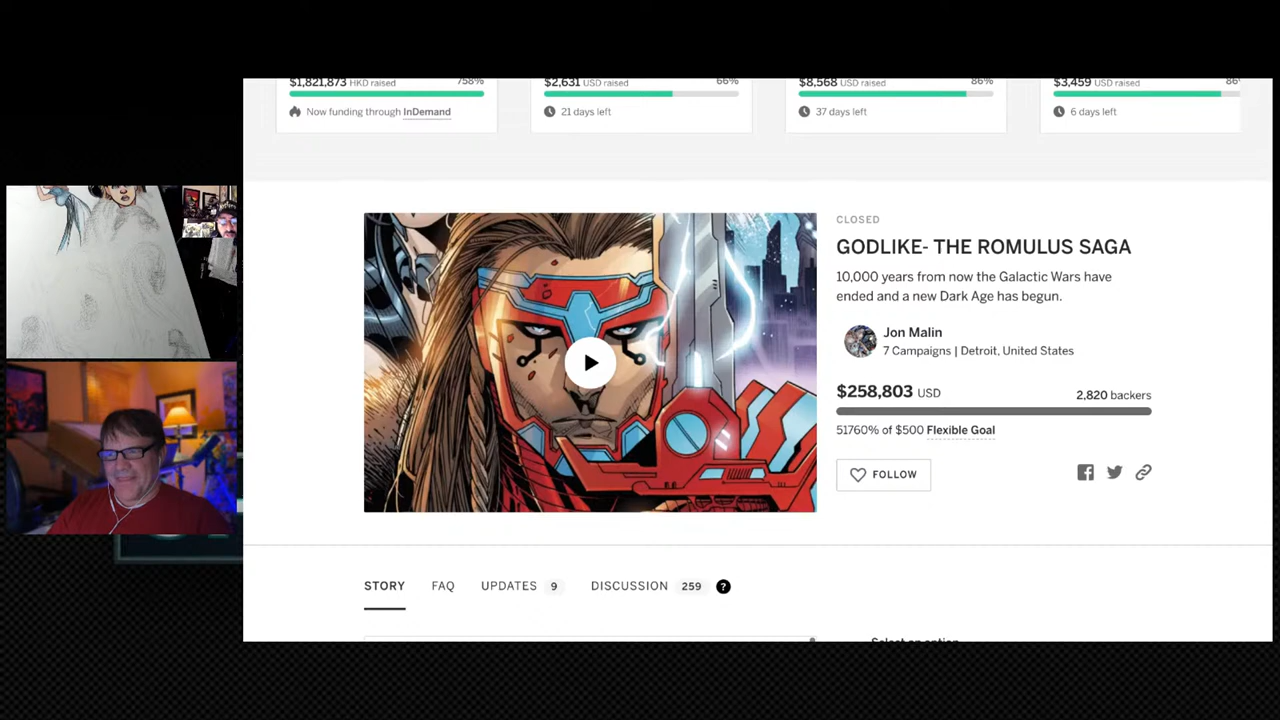 $1,821,873 HKD raised 758%
$2,631 USD raised 66%
$8,568 USD raised 86%
$3,459 USD raised
Now funding through InDemand
21 days left
37 days left
6 days left
CLOSED
GODLIKE- THE ROMULUS SAGA
10,000 years from now the Galactic Wars have
ended and a new Dark Age has begun.
Jon Malin
7 Campaigns | Detroit, United States
$258,803 USD
2,820 backers
51760% of $500 Flexible Goal
FOLLOW
STORY FAQ UPDATES 9 DISCUSSION 259 ?
Select an option